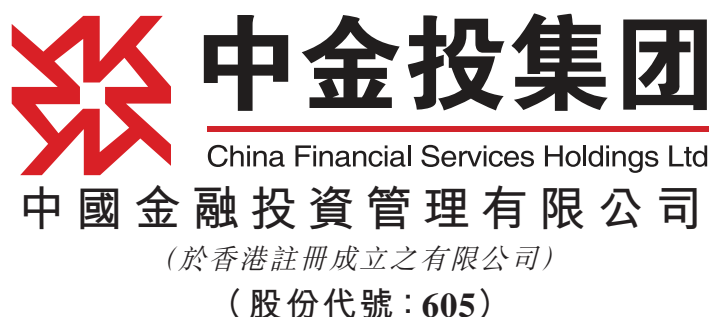 中金投集团
China Financial Services Holdings Ltd
中國金融投資管理有限公司
(於香港註冊成立之有限公司)
(股份代號:605)